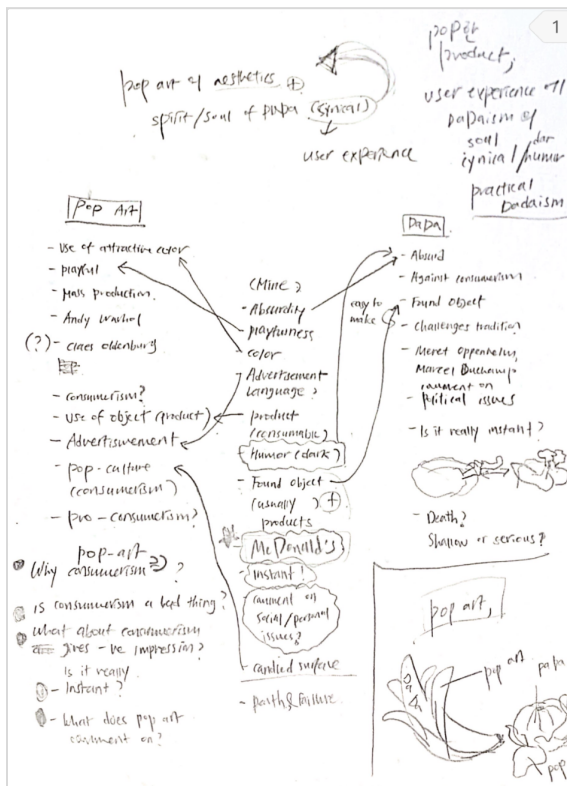 1
pop art of aesthetics +
spirit/soul of DADA (cynical)
user experience
product,
user experience
Dadaism of
soul
cynical/humor
practical
Dadaism
Pop Art
- Use of attractive color
- playful
- Mass production.
- Andy Warhol
(?) - claes oldenburg
- consumerism?
- Use of object (product)
- Advertiswement
- pop-culture
(consumerism)
- pro-consumerism?
pop-art
Why consumerism?
is consumerism a bad thing?
what about consumerism
gives -ve impression?
Is it really
- Instant?
- What does pop art
comment on?
(Mine)
- Absurdity
- playfulness
- color
- Advertisement
Language?
- product
(consumable)
- Humor (dark)
- Found object
(usually) +
products
- McDonald's
- Instant!
comment on
social/personal
issues?
- candied surface
easy to
make
Dada
- Absurd
- Against consumerism
- Found object
- Challenges tradition
- Meret Oppenheim,
Marcel Duchamp
comment on
political issues
- Is it really instant?
- Death?
Shallow or serious?
pop art,
pop art
pop